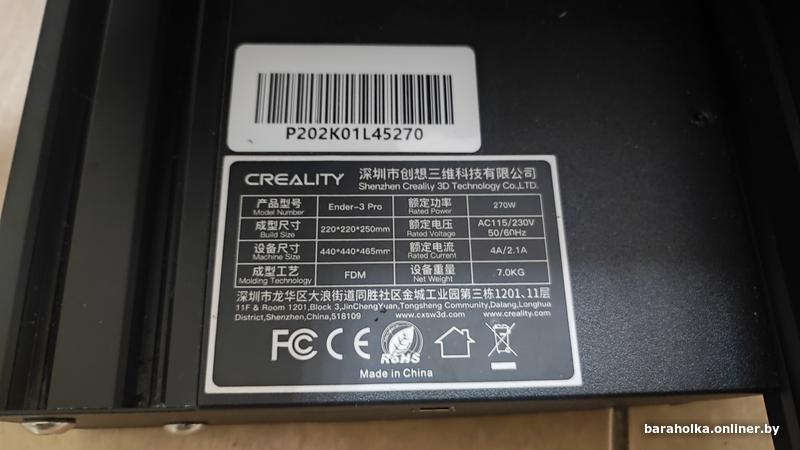 P202K01L45270
CREALITY 深圳市创想三维科技有限公司
Shenzhen Creality 3D Technology Co.,LTD.
产品型号 Ender-3 Pro 额定功率 270W
Model Number Rated Power
成型尺寸 220*220*250mm 额定电压 AC115/230V
Build Size Rated Voltage 50/60Hz
设备尺寸 440*440*465mm 额定电流 4A/2.1A
Machine Size Rated Current
成型工艺 FDM 设备重量 7.0KG
Molding Technology Net Weight
深圳市龙华区大浪街道同胜社区金城工业园第三栋1201、11层
11F & Room 1201,Block 3,JinChengYuan,Tongsheng Community,Dalang,Longhua
District,Shenzhen,China,518109 www.cxsw3d.com www.creality.com
FC CE RoHS
Made in China
baraholka.onliner.by